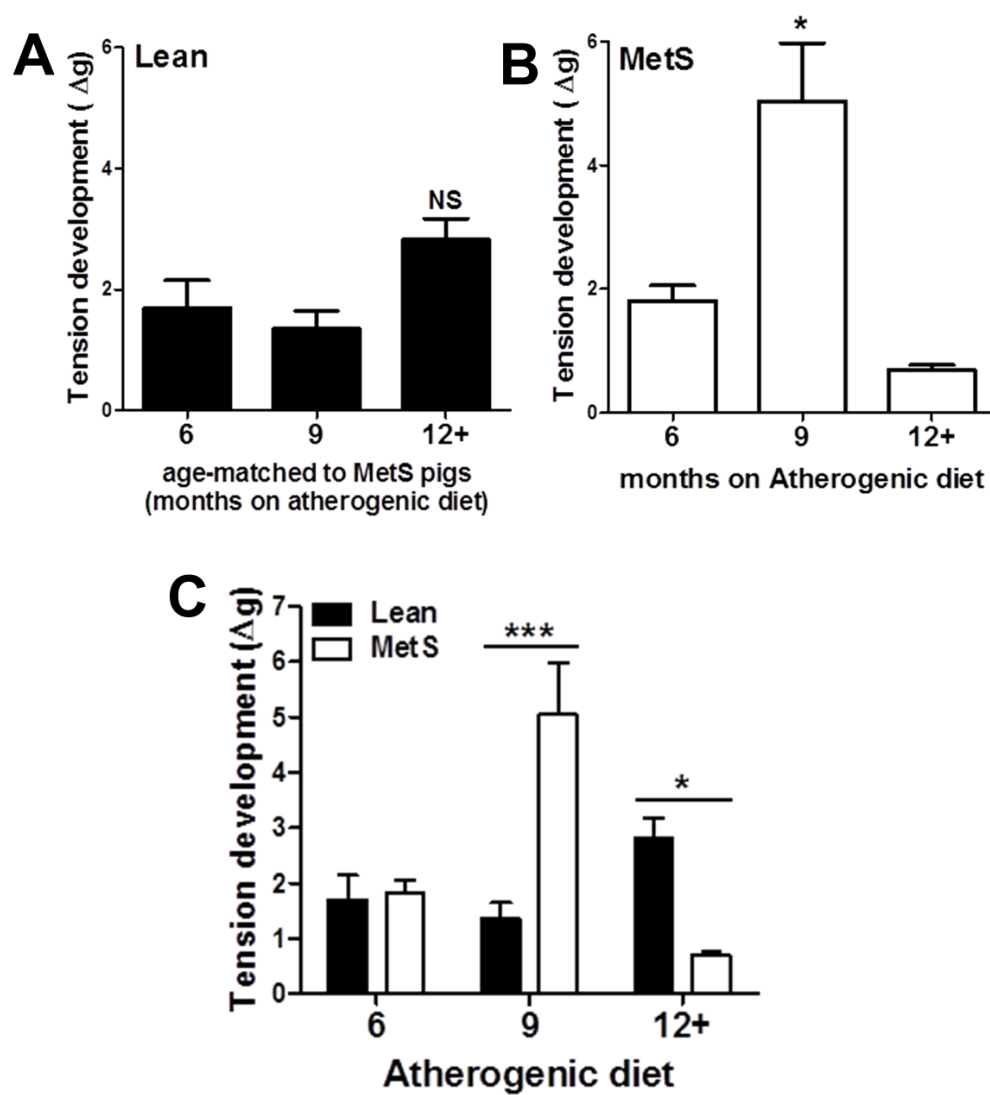 A
Lean
Tension development ( Δg)
6
4
2
0
NS
6 9 12+
age-matched to MetS pigs
(months on atherogenic diet)
B
MetS
Tension development ( Δg)
6
4
2
0
*
6 9 12+
months on Atherogenic diet
C
Lean
MetS
Tension development (Δg)
7
6
5
4
3
2
1
0
***
*
6 9 12+
Atherogenic diet